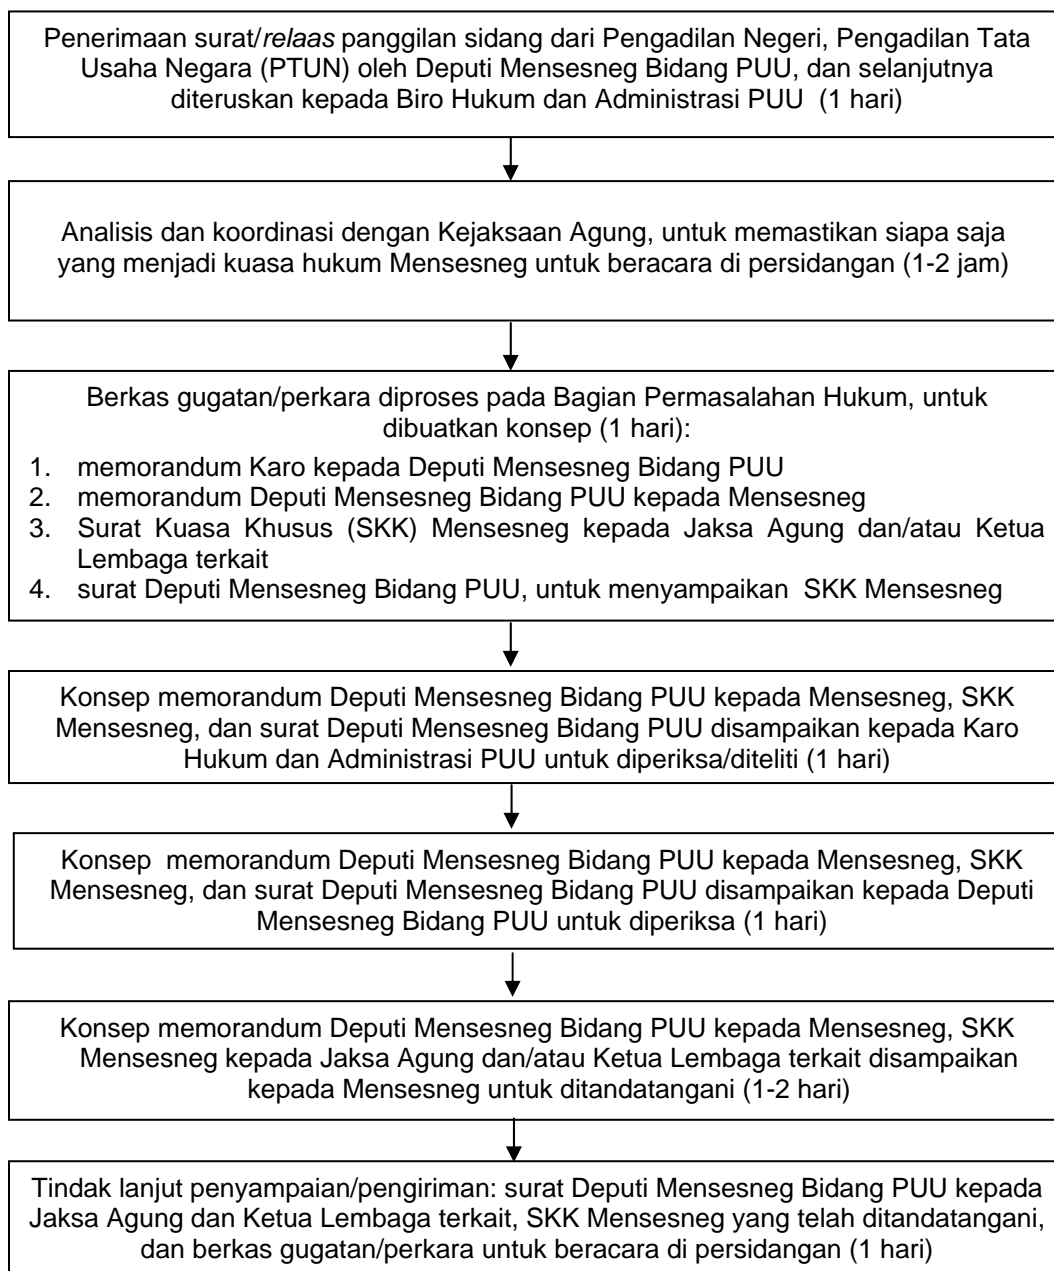 Penerimaan surat/relaas panggilan sidang dari Pengadilan Negeri, Pengadilan Tata
Usaha Negara (PTUN) oleh Deputi Mensesneg Bidang PUU, dan selanjutnya
diteruskan kepada Biro Hukum dan Administrasi PUU (1 hari)
Analisis dan koordinasi dengan Kejaksaan Agung, untuk memastikan siapa saja
yang menjadi kuasa hukum Mensesneg untuk beracara di persidangan (1-2 jam)
Berkas gugatan/perkara diproses pada Bagian Permasalahan Hukum, untuk
dibuatkan konsep (1 hari):
1. memorandum Karo kepada Deputi Mensesneg Bidang PUU
2. memorandum Deputi Mensesneg Bidang PUU kepada Mensesneg
3. Surat Kuasa Khusus (SKK) Mensesneg kepada Jaksa Agung dan/atau Ketua
Lembaga terkait
4. surat Deputi Mensesneg Bidang PUU, untuk menyampaikan SKK Mensesneg
Konsep memorandum Deputi Mensesneg Bidang PUU kepada Mensesneg, SKK
Mensesneg, dan surat Deputi Mensesneg Bidang PUU disampaikan kepada Karo
Hukum dan Administrasi PUU untuk diperiksa/diteliti (1 hari)
Konsep memorandum Deputi Mensesneg Bidang PUU kepada Mensesneg, SKK
Mensesneg, dan surat Deputi Mensesneg Bidang PUU disampaikan kepada Deputi
Mensesneg Bidang PUU untuk diperiksa (1 hari)
Konsep memorandum Deputi Mensesneg Bidang PUU kepada Mensesneg, SKK
Mensesneg kepada Jaksa Agung dan/atau Ketua Lembaga terkait disampaikan
kepada Mensesneg untuk ditandatangani (1-2 hari)
Tindak lanjut penyampaian/pengiriman: surat Deputi Mensesneg Bidang PUU kepada
Jaksa Agung dan Ketua Lembaga terkait, SKK Mensesneg yang telah ditandatangani,
dan berkas gugatan/perkara untuk beracara di persidangan (1 hari)